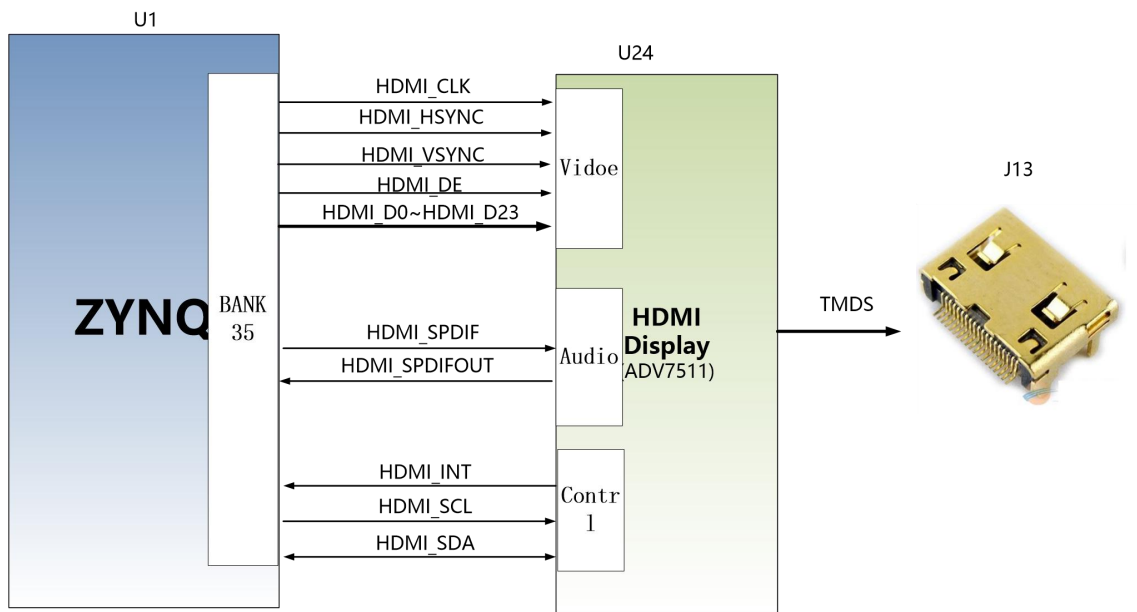 U1
U24
HDMI_CLK
HDMI_HSYNC
HDMI_VSYNC
HDMI_DE
HDMI_D0~HDMI_D23
Vidoe
J13
ZYNQ
BANK
35
HDMI_SPDIF
HDMI_SPDIFOUT
Audio
HDMI
Display
(ADV7511)
TMDS
HDMI_INT
HDMI_SCL
HDMI_SDA
Contr
l